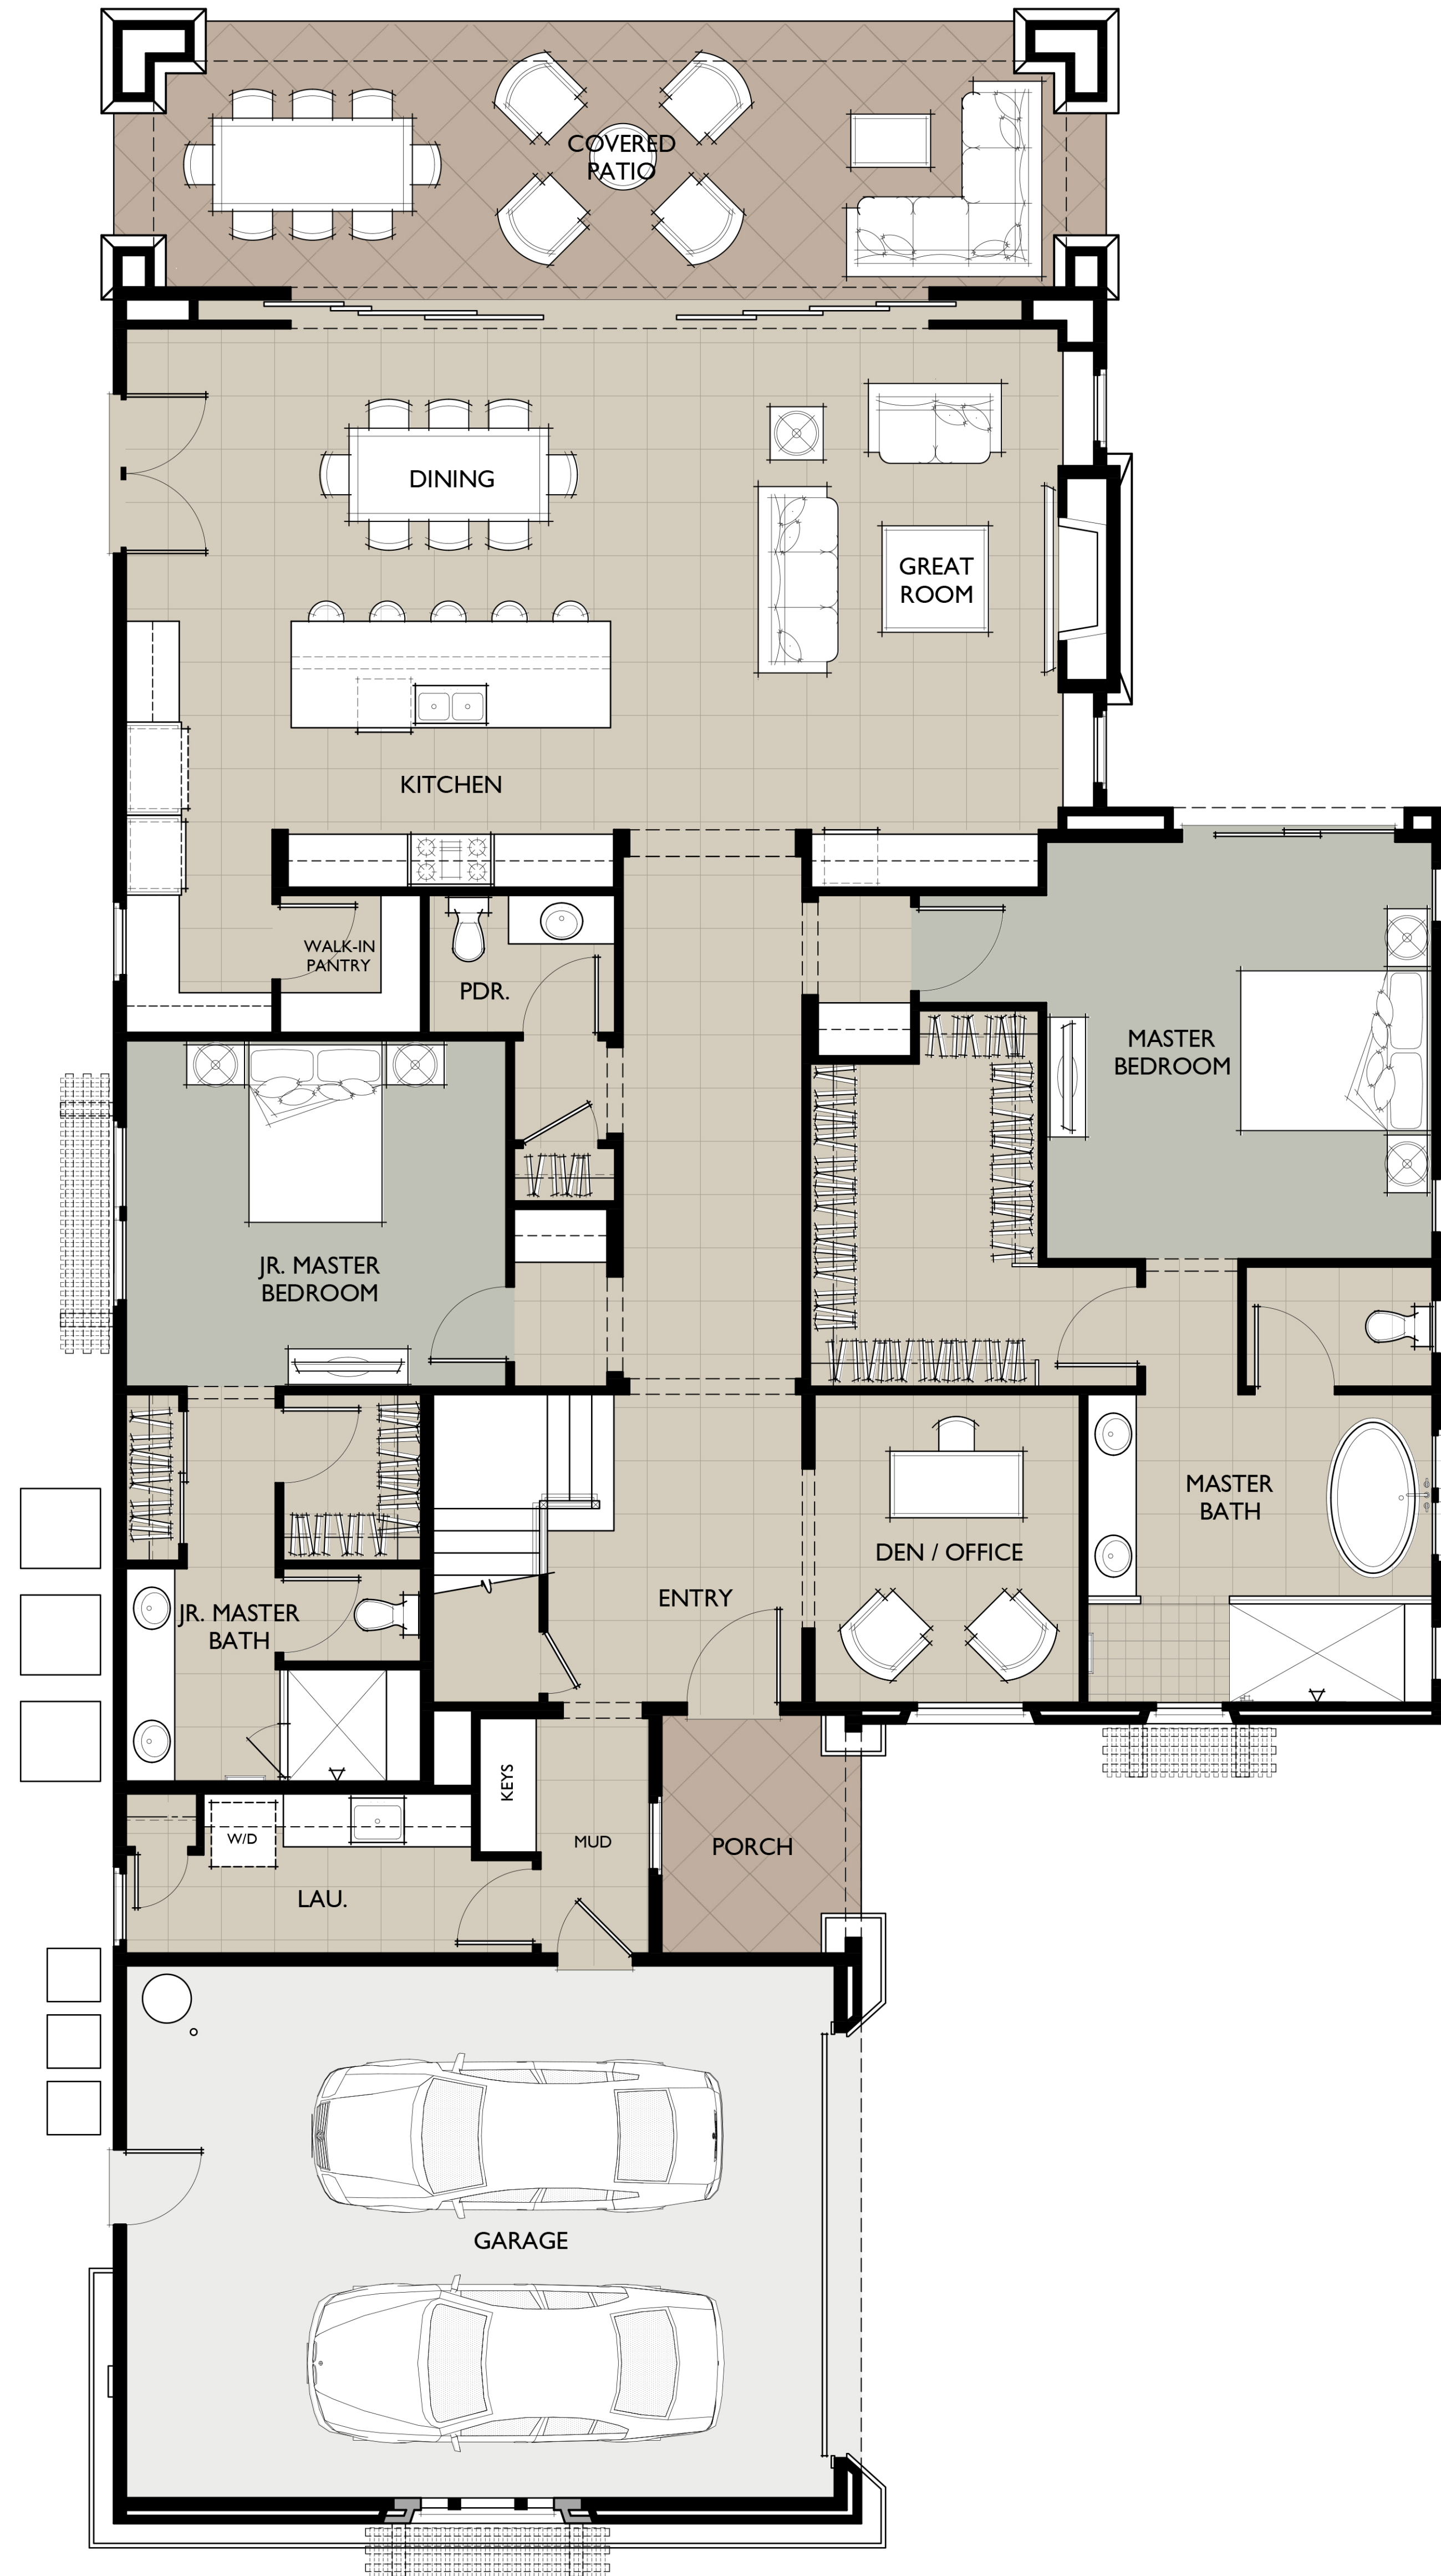 COVERED
PATIO
DINING
GREAT
ROOM
KITCHEN
WALK-IN
PANTRY
PDR.
MASTER
BEDROOM
JR. MASTER
BEDROOM
MASTER
BATH
DEN / OFFICE
ENTRY
JR. MASTER
BATH
KEYS
W/D
MUD
PORCH
LAU.
GARAGE